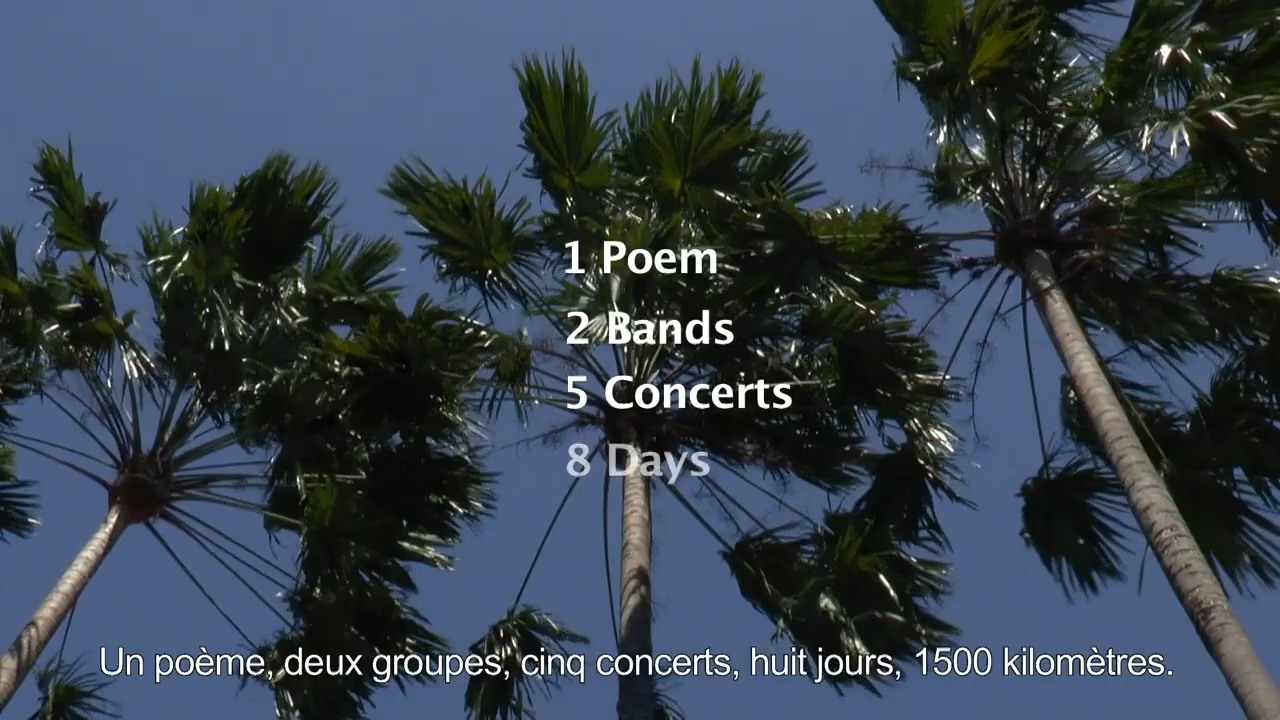 1 Poem
2 Bands
5 Concerts
8 Days
Un poème, deux groupes, cinq concerts, huit jours, 1500 kilomètres.